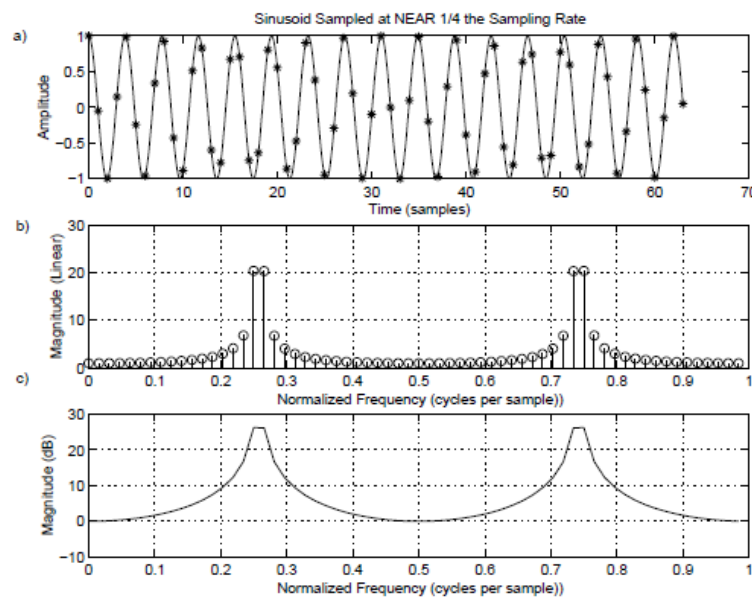 Sinusoid Sampled at NEAR 1/4 the Sampling Rate
a)
Amplitude
1
0.5
0
−0.5
−1
0 10 20 30 40 50 60 70
Time (samples)
b)
Magnitude (Linear)
30
20
10
0
0 0.1 0.2 0.3 0.4 0.5 0.6 0.7 0.8 0.9 1
Normalized Frequency (cycles per sample))
c)
Magnitude (dB)
30
20
10
0
−10
0 0.1 0.2 0.3 0.4 0.5 0.6 0.7 0.8 0.9 1
Normalized Frequency (cycles per sample))